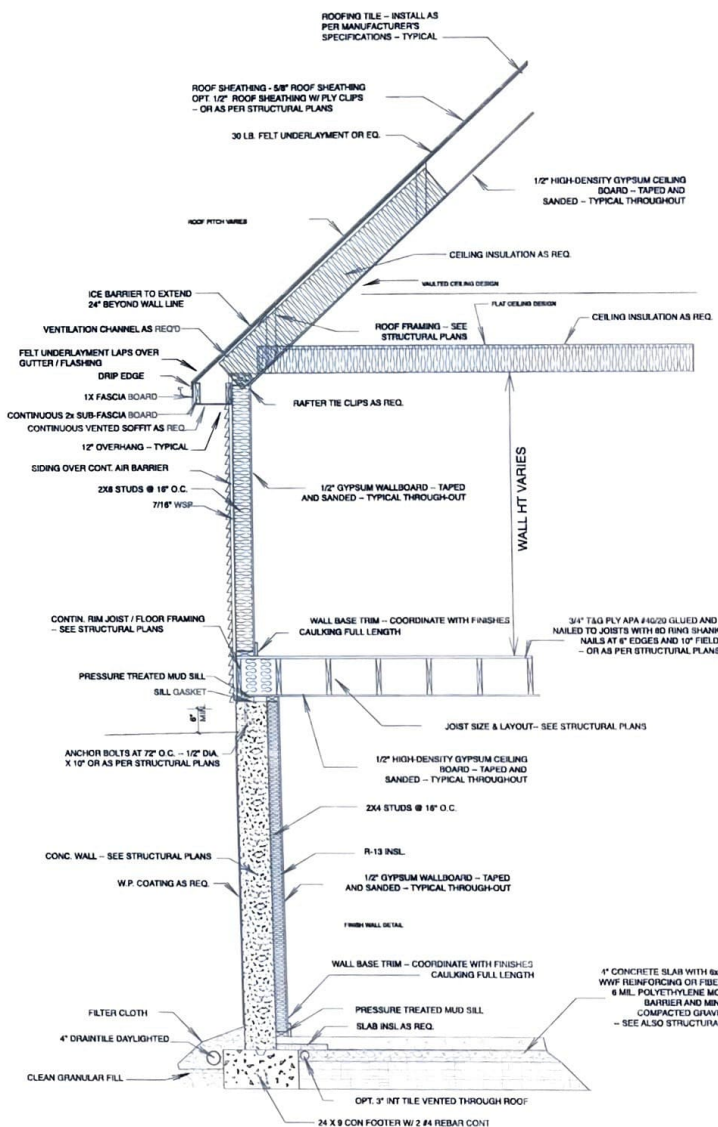 ROOFING TILE – INSTALL AS
PER MANUFACTURER'S
SPECIFICATIONS – TYPICAL
ROOF SHEATHING - 5/8" ROOF SHEATHING
OPT. 1/2" ROOF SHEATHING W/ PLY CLIPS
– OR AS PER STRUCTURAL PLANS
30 LB. FELT UNDERLAYMENT OR EQ.
1/2" HIGH-DENSITY GYPSUM CEILING
BOARD – TAPED AND
SANDED – TYPICAL THROUGHOUT
ROOF PITCH VARIES
CEILING INSULATION AS REQ.
VAULTED CEILING DESIGN
ICE BARRIER TO EXTEND
24" BEYOND WALL LINE
FLAT CEILING DESIGN
CEILING INSULATION AS REQ.
VENTILATION CHANNEL AS REQ'D
ROOF FRAMING – SEE
STRUCTURAL PLANS
FELT UNDERLAYMENT LAPS OVER
GUTTER / FLASHING
DRIP EDGE
1X FASCIA BOARD
RAFTER TIE CLIPS AS REQ.
CONTINUOUS 2x SUB-FASCIA BOARD
CONTINUOUS VENTED SOFFIT AS REQ
12" OVERHANG – TYPICAL
SIDING OVER CONT. AIR BARRIER
2X6 STUDS @ 16" O.C.
7/16" WSP
1/2" GYPSUM WALLBOARD – TAPED
AND SANDED – TYPICAL THROUGH-OUT
WALL HT VARIES
CONTIN. RIM JOIST / FLOOR FRAMING
– SEE STRUCTURAL PLANS
WALL BASE TRIM – COORDINATE WITH FINISHES
CAULKING FULL LENGTH
3/4" T&G PLY APA #40/20 GLUED AND
NAILED TO JOISTS WITH 8D RING SHANK
NAILS AT 6" EDGES AND 10" FIELD
– OR AS PER STRUCTURAL PLANS
PRESSURE TREATED MUD SILL
SILL GASKET
6"
MIN.
JOIST SIZE & LAYOUT– SEE STRUCTURAL PLANS
ANCHOR BOLTS AT 72" O.C. – 1/2" DIA.
X 10" OR AS PER STRUCTURAL PLANS
1/2" HIGH-DENSITY GYPSUM CEILING
BOARD – TAPED AND
SANDED – TYPICAL THROUGHOUT
2X4 STUDS @ 16" O.C.
CONC. WALL – SEE STRUCTURAL PLANS
R-13 INSL.
W.P. COATING AS REQ.
1/2" GYPSUM WALLBOARD – TAPED
AND SANDED – TYPICAL THROUGH-OUT
FINISH WALL DETAIL
WALL BASE TRIM – COORDINATE WITH FINISHES
CAULKING FULL LENGTH
4" CONCRETE SLAB WITH 6x
WWF REINFORCING OR FIBE
6 MIL. POLYETHYLENE MO
BARRIER AND MIN
COMPACTED GRAV
– SEE ALSO STRUCTURA
FILTER CLOTH
PRESSURE TREATED MUD SILL
SLAB INSL AS REQ.
4" DRAINTILE DAYLIGHTED
CLEAN GRANULAR FILL
OPT. 3" INT TILE VENTED THROUGH ROOF
24 X 9 CON FOOTER W/ 2 #4 REBAR CONT